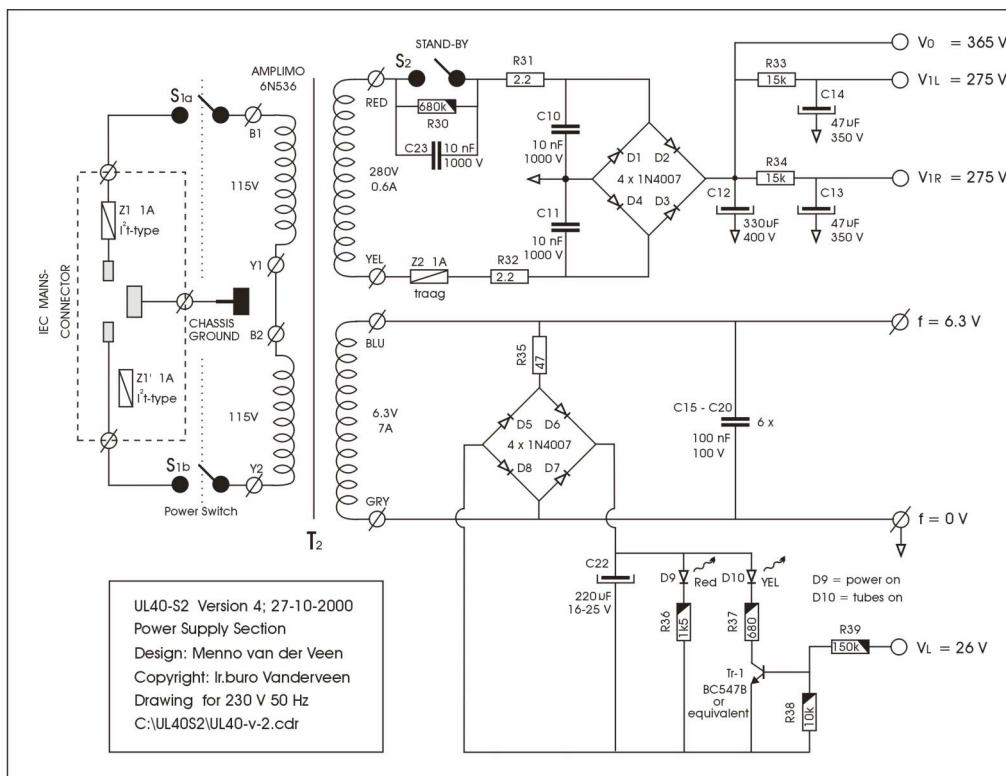 S2
STAND-BY
R31
2.2
RED
680k
R30
C23
10 nF
1000 V
AMPLIMO
6N536
S1a
B1
115V
280V
0.6A
C10
10 nF
1000 V
D1
D2
4 x 1N4007
D4
D3
C11
10 nF
1000 V
YEL
Z2 1A
traag
R32
2.2
V0 = 365 V
R33
15k
V1L = 275 V
C14
47uF
350 V
R34
15k
V1R = 275 V
C12
330uF
400 V
C13
47uF
350 V
Z1 1A
I²t-type
IEC MAINS-
CONNECTOR
CHASSIS
GROUND
Y1
B2
Z1' 1A
I²t-type
115V
S1b
Y2
Power Switch
T2
BLU
6.3V
7A
GRY
R35
47
D5
D6
4 x 1N4007
D8
D7
C15 - C20
6 x
100 nF
100 V
f = 6.3 V
f = 0 V
C22
220uF
16-25 V
D9
Red
D10
YEL
D9 = power on
D10 = tubes on
R36
1k5
R37
680
R39
150k
VL = 26 V
Tr-1
BC547B
or
equivalent
R38
10k
UL40-S2 Version 4; 27-10-2000
Power Supply Section
Design: Menno van der Veen
Copyright: Ir.buro Vanderveen
Drawing for 230 V 50 Hz
C:\UL40S2\UL40-v-2.cdr